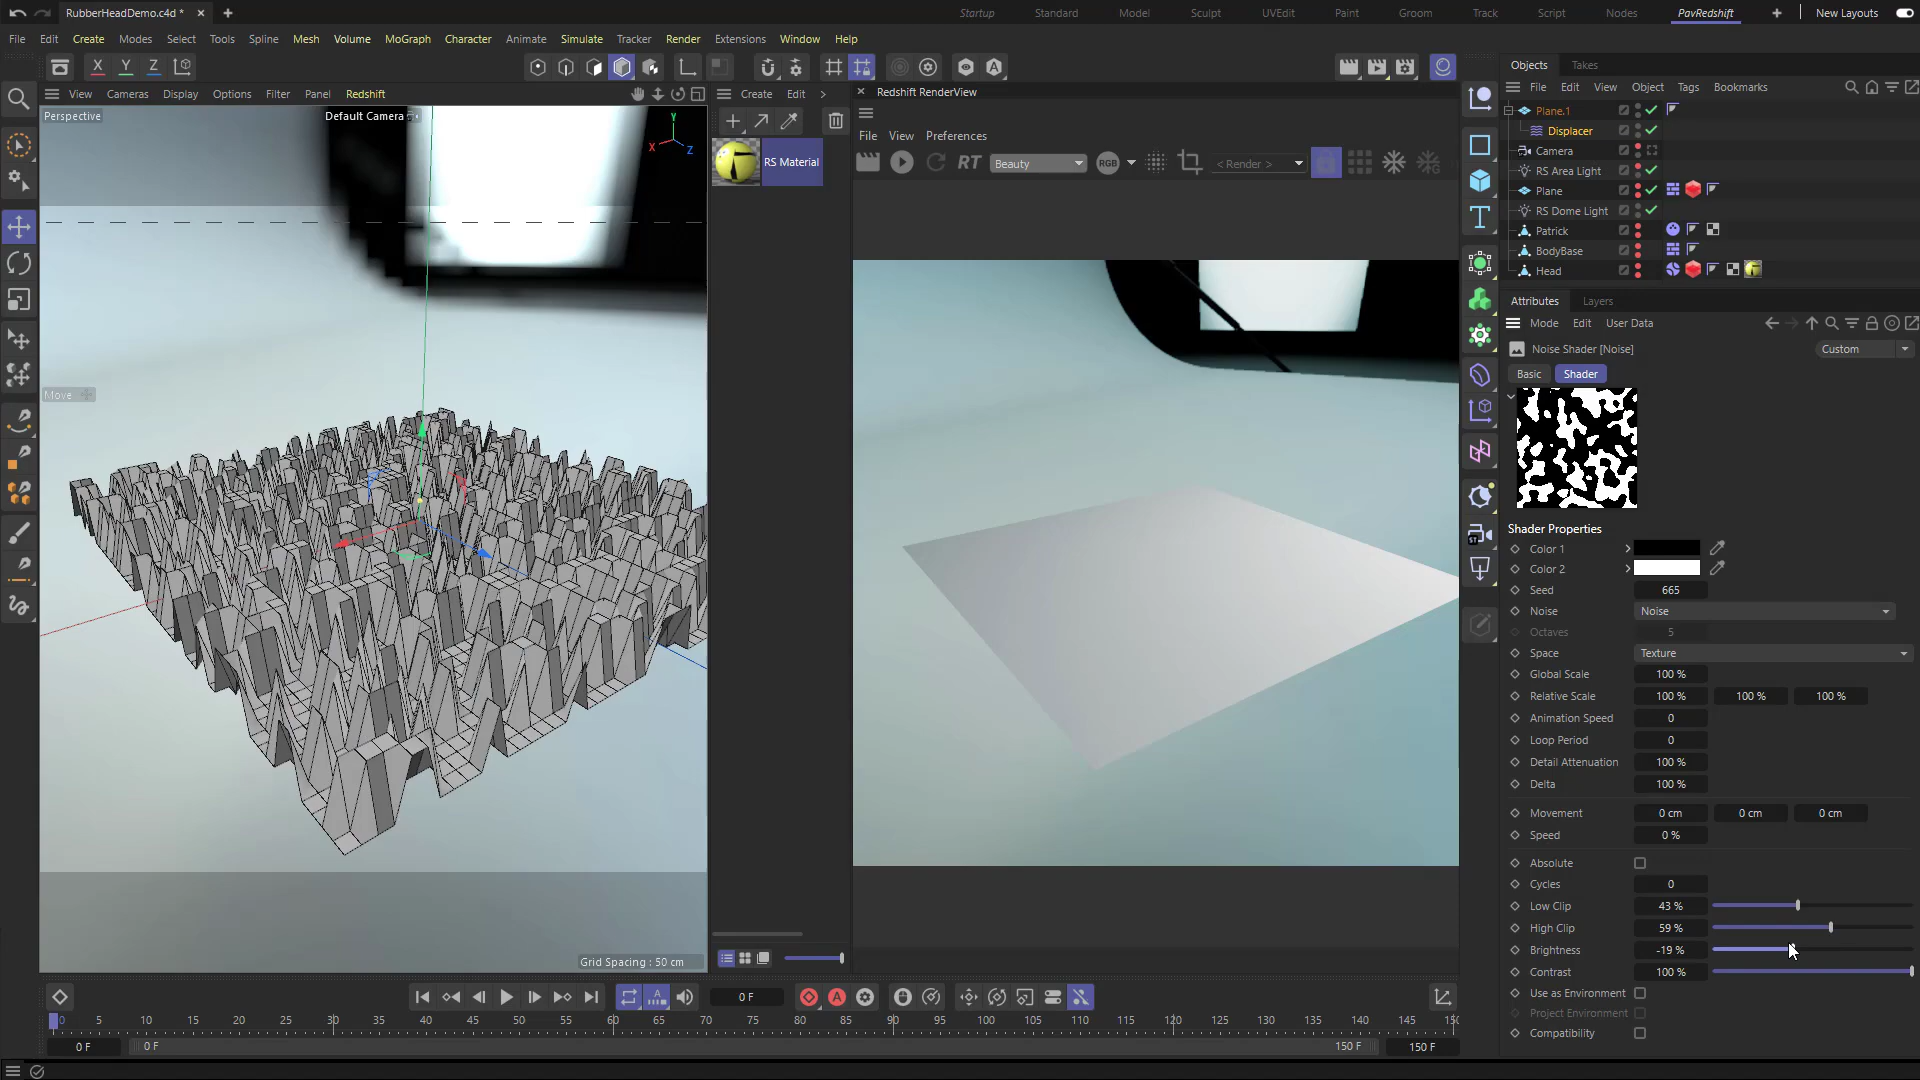 RubberHeadDemo.c4d *
Startup
Standard
Model
Sculpt
UVEdit
Paint
Groom
Track
Script
Nodes
PavRedshift
New Layouts
File Edit Create Modes Select Tools Spline Mesh Volume MoGraph Character Animate Simulate Tracker Render Extensions Window Help
X Y Z
View Cameras Display Options Filter Panel Redshift
Perspective
Default Camera
Y
X
Z
Move
Grid Spacing : 50 cm
Create Edit
RS Material
Redshift RenderView
File View Preferences
RT
Beauty
RGB
< Render >
Objects Takes
File Edit View Object Tags Bookmarks
Plane.1
Displacer
Camera
RS Area Light
Plane
RS Dome Light
Patrick
BodyBase
Head
Attributes Layers
Mode Edit User Data
Noise Shader [Noise]
Custom
Basic Shader
Shader Properties
Color 1
Color 2
Seed 665
Noise Noise
Octaves 5
Space Texture
Global Scale 100 %
Relative Scale 100 % 100 % 100 %
Animation Speed 0
Loop Period 0
Detail Attenuation 100 %
Delta 100 %
Movement 0 cm 0 cm 0 cm
Speed 0 %
Absolute
Cycles 0
Low Clip 43 %
High Clip 59 %
Brightness -19 %
Contrast 100 %
Use as Environment
Project Environment
Compatibility
0 F
0 5 10 15 20 25 30 35 40 45 50 55 60 65 70 75 80 85 90 95 100 105 110 115 120 125 130 135 140 145
0 F 0 F 150 F 150 F